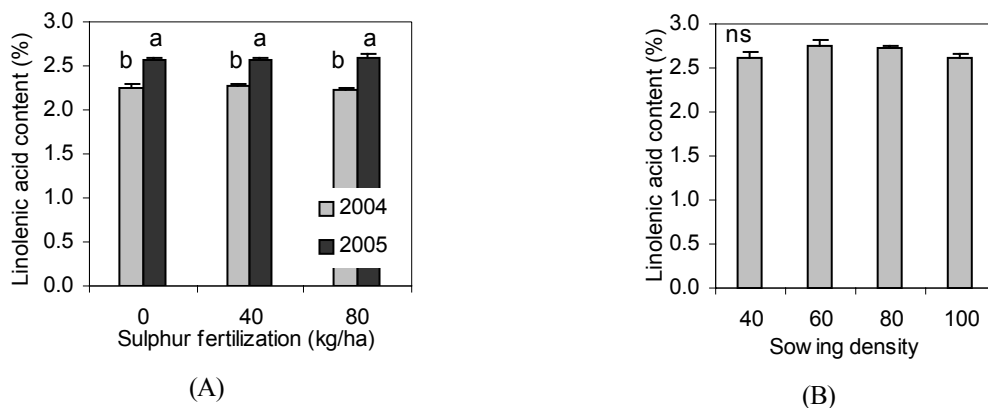 3.0
2.5
2.0
1.5
1.0
0.5
0.0
Linolenic acid content (%)
b a b a b a
2004
2005
0 40 80
Sulphur fertilization (kg/ha)
(A)
3.0
2.5
2.0
1.5
1.0
0.5
0.0
Linolenic acid content (%)
ns
40 60 80 100
Sowing density
(B)